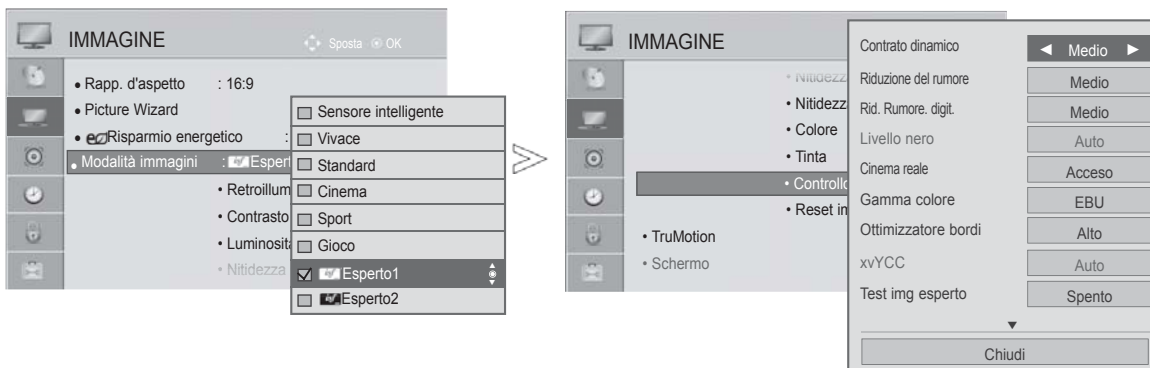 IMMAGINE
Sposta OK
• Rapp. d'aspetto : 16:9
• Picture Wizard
• Risparmio energetico :
• Modalità immagini : Espert
• Retroillum
• Contrasto
• Luminosità
• Nitidezza
Sensore intelligente
Vivace
Standard
Cinema
Sport
Gioco
Esperto1
Esperto2
IMMAGINE
• Nitidezz
• Nitidezz
• Colore
• Tinta
• Controllo
• Reset im
• TruMotion
• Schermo
Contrato dinamico ◄ Medio ►
Riduzione del rumore Medio
Rid. Rumore. digit. Medio
Livello nero Auto
Cinema reale Acceso
Gamma colore EBU
Ottimizzatore bordi Alto
xvYCC Auto
Test img esperto Spento
▼
Chiudi